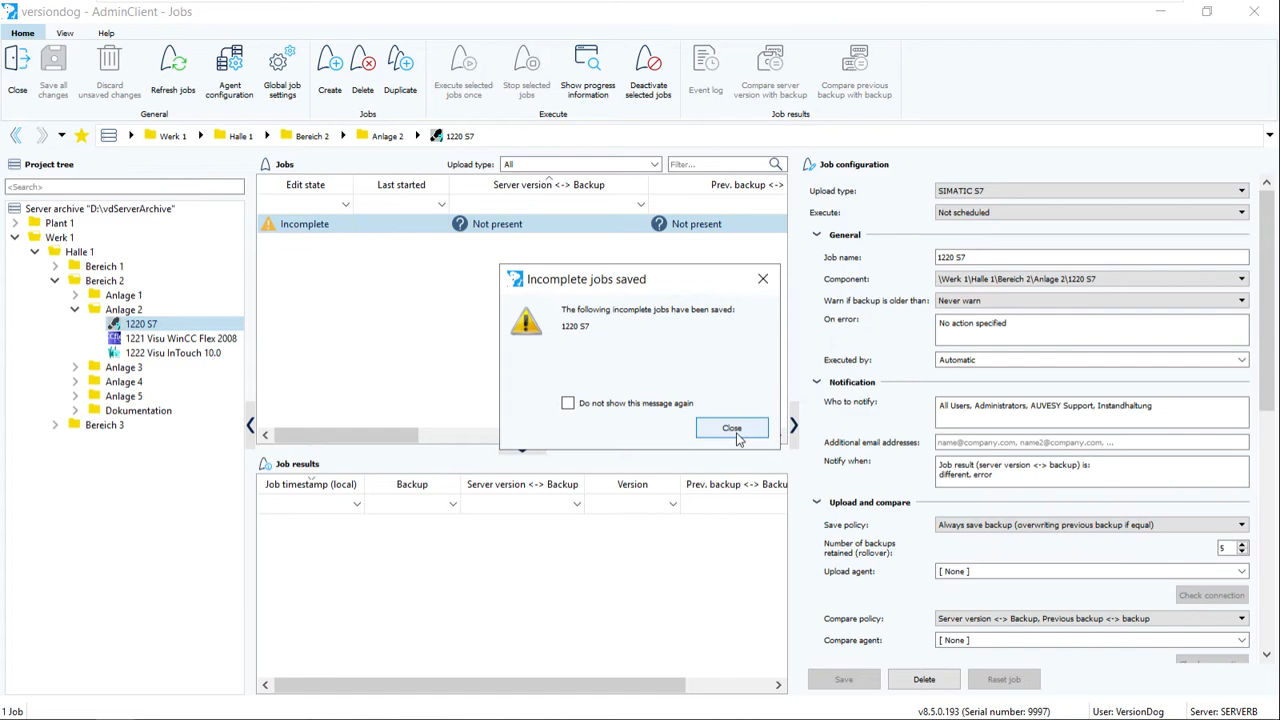 versiondog - AdminClient - Jobs
Home View Help
Close
Save all changes
Discard unsaved changes
Refresh jobs
Agent configuration
Global job settings
Create
Delete
Duplicate
Execute selected jobs once
Stop selected jobs
Show progress information
Deactivate selected jobs
Event log
Compare server version with backup
Compare previous backup with backup
General
Jobs
Execute
Job results
Werk 1
Halle 1
Bereich 2
Anlage 2
1220 S7
Project tree
<Search>
Server archive "D:\vdServerArchive"
Plant 1
Werk 1
Halle 1
Bereich 1
Bereich 2
Anlage 1
Anlage 2
1220 S7
1221 Visu WinCC Flex 2008
1222 Visu InTouch 10.0
Anlage 3
Anlage 4
Anlage 5
Dokumentation
Bereich 3
Jobs
Upload type: All
Filter...
Edit state Last started Server version <-> Backup Prev. backup <->
Incomplete Not present Not present
Incomplete jobs saved
The following incomplete jobs have been saved:
1220 S7
Do not show this message again
Close
Job results
Job timestamp (local) Backup Server version <-> Backup Version Prev. backup <-> Backu
Job configuration
Upload type: SIMATIC S7
Execute: Not scheduled
General
Job name: 1220 S7
Component: \Werk 1\Halle 1\Bereich 2\Anlage 2\1220 S7
Warn if backup is older than: Never warn
On error: No action specified
Executed by: Automatic
Notification
Who to notify: All Users, Administrators, AUVESY Support, Instandhaltung
Additional email addresses: name@company.com, name2@company.com, ...
Notify when: Job result (server version <-> backup) is:
different, error
Upload and compare
Save policy: Always save backup (overwriting previous backup if equal)
Number of backups
retained (rollover): 5
Upload agent: [ None ]
Check connection
Compare policy: Server version <-> Backup, Previous backup <-> backup
Compare agent: [ None ]
Save Delete Reset job
1 Job v8.5.0.193 (Serial number: 9997) User: VersionDog Server: SERVERB